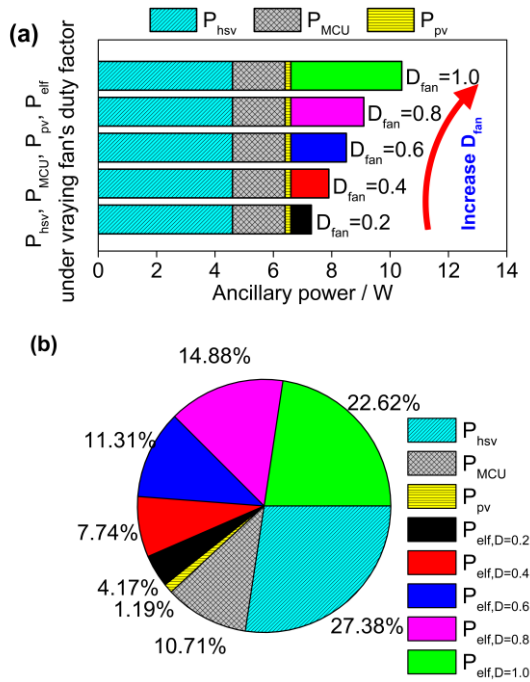 (a)
P_hsv P_MCU P_pv
P_hsv, P_MCU, P_pv, P_elf
under vraying fan's duty factor
D_fan=1.0
D_fan=0.8
D_fan=0.6
D_fan=0.4
D_fan=0.2
Increase D_fan
0 2 4 6 8 10 12 14
Ancillary power / W
(b)
14.88%
22.62%
11.31%
7.74%
4.17%
1.19%
10.71%
27.38%
P_hsv
P_MCU
P_pv
P_elf,D=0.2
P_elf,D=0.4
P_elf,D=0.6
P_elf,D=0.8
P_elf,D=1.0